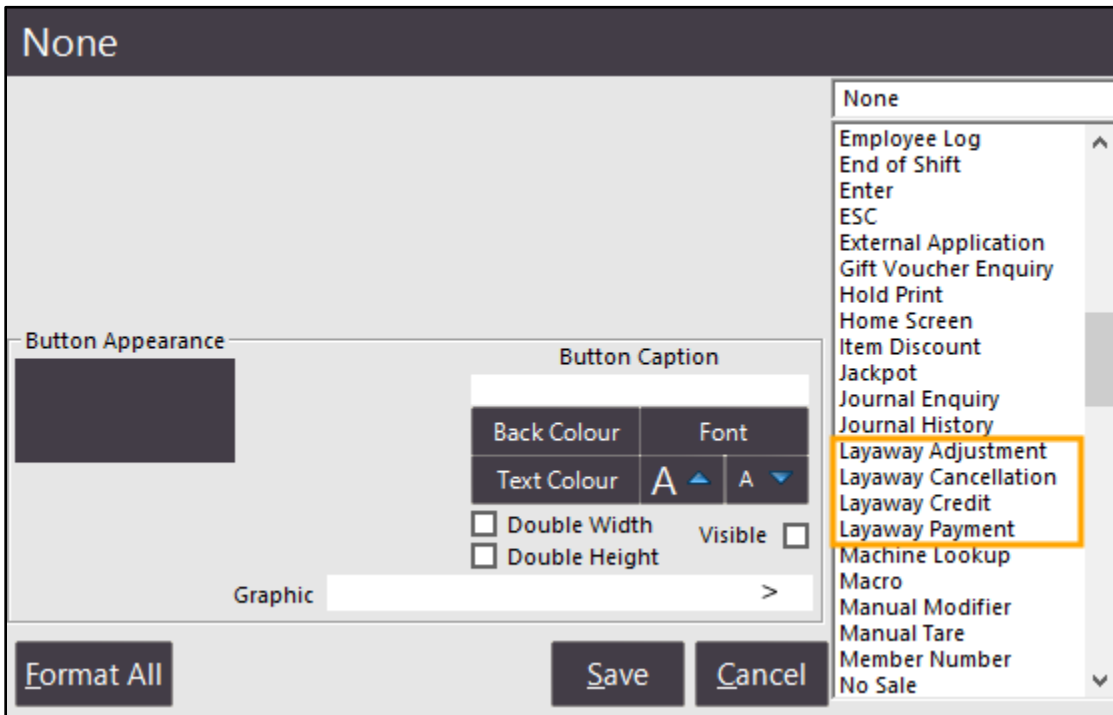 None
None
Employee Log
End of Shift
Enter
ESC
External Application
Gift Voucher Enquiry
Hold Print
Home Screen
Item Discount
Jackpot
Journal Enquiry
Journal History
Layaway Adjustment
Layaway Cancellation
Layaway Credit
Layaway Payment
Machine Lookup
Macro
Manual Modifier
Manual Tare
Member Number
No Sale
Button Appearance
Button Caption
Back Colour Font
Text Colour A A
Double Width Visible
Double Height
Graphic >
Format All Save Cancel